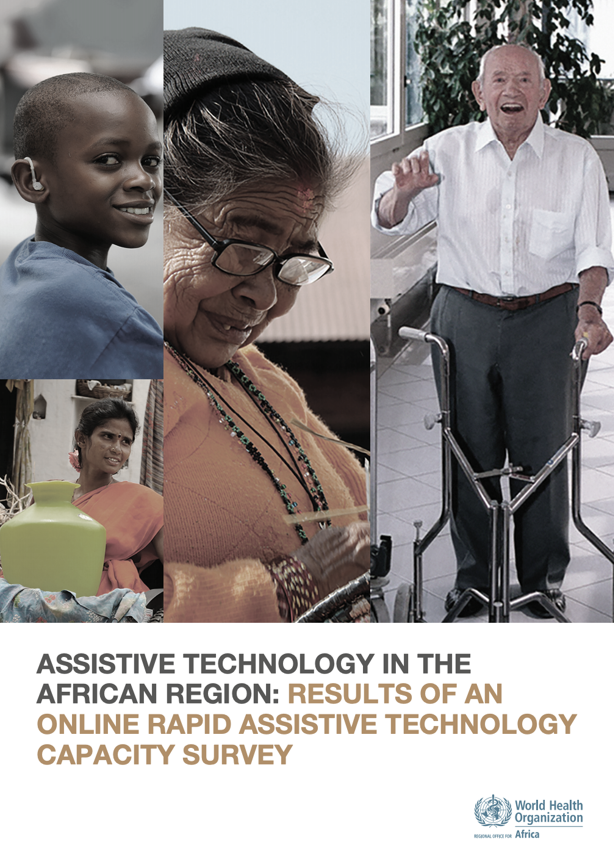 ASSISTIVE TECHNOLOGY IN THE
AFRICAN REGION: RESULTS OF AN
ONLINE RAPID ASSISTIVE TECHNOLOGY
CAPACITY SURVEY
World Health
Organization
REGIONAL OFFICE FOR Africa